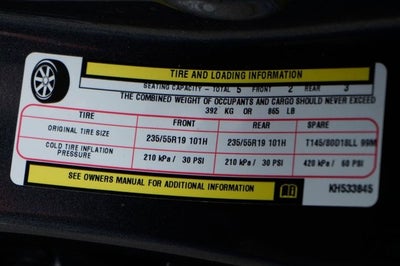 TIRE AND LOADING INFORMATION
SEATING CAPACITY - TOTAL 5 FRONT 2 REAR 3
THE COMBINED WEIGHT OF OCCUPANTS AND CARGO SHOULD NEVER EXCEED
392 KG OR 865 LB
TIRE FRONT REAR SPARE
ORIGINAL TIRE SIZE 235/55R19 101H 235/55R19 101H T145/80D18LL 99M
COLD TIRE INFLATION PRESSURE 210 kPa / 30 PSI 210 kPa / 30 PSI 420 kPa / 60 PSI
SEE OWNERS MANUAL FOR ADDITIONAL INFORMATION
KH533845